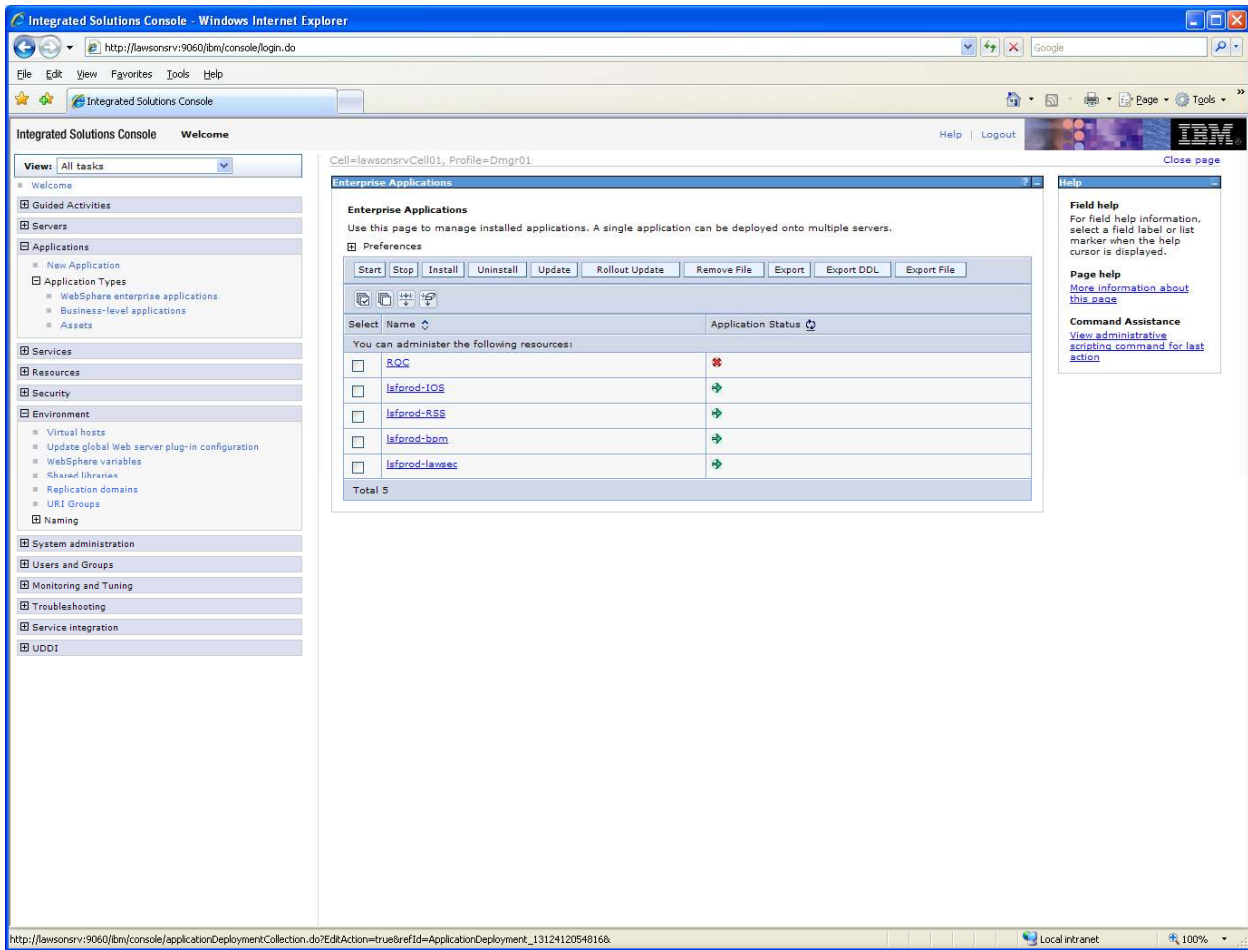 Integrated Solutions Console - Windows Internet Explorer
http://lawsonsrv:9060/ibm/console/login.do
Google
File Edit View Favorites Tools Help
Integrated Solutions Console
Page Tools
Integrated Solutions Console Welcome
Help | Logout
IBM
View: All tasks
Cell=lawsonsrvCell01, Profile=Dmgr01
Close page
Welcome
Guided Activities
Servers
Applications
New Application
Application Types
WebSphere enterprise applications
Business-level applications
Assets
Services
Resources
Security
Environment
Virtual hosts
Update global Web server plug-in configuration
WebSphere variables
Shared libraries
Replication domains
URI Groups
Naming
System administration
Users and Groups
Monitoring and Tuning
Troubleshooting
Service integration
UDDI
Enterprise Applications
Enterprise Applications
Use this page to manage installed applications. A single application can be deployed onto multiple servers.
Preferences
Start Stop Install Uninstall Update Rollout Update Remove File Export Export DDL Export File
Select Name Application Status
You can administer the following resources:
RQC
lsfprod-IOS
lsfprod-RSS
lsfprod-bpm
lsfprod-lawsec
Total 5
Help
Field help
For field help information,
select a field label or list
marker when the help
cursor is displayed.
Page help
More information about
this page
Command Assistance
View administrative
scripting command for last
action
http://lawsonsrv:9060/ibm/console/applicationDeploymentCollection.do?EditAction=true&refId=ApplicationDeployment_1312412054816&
Local intranet
100%